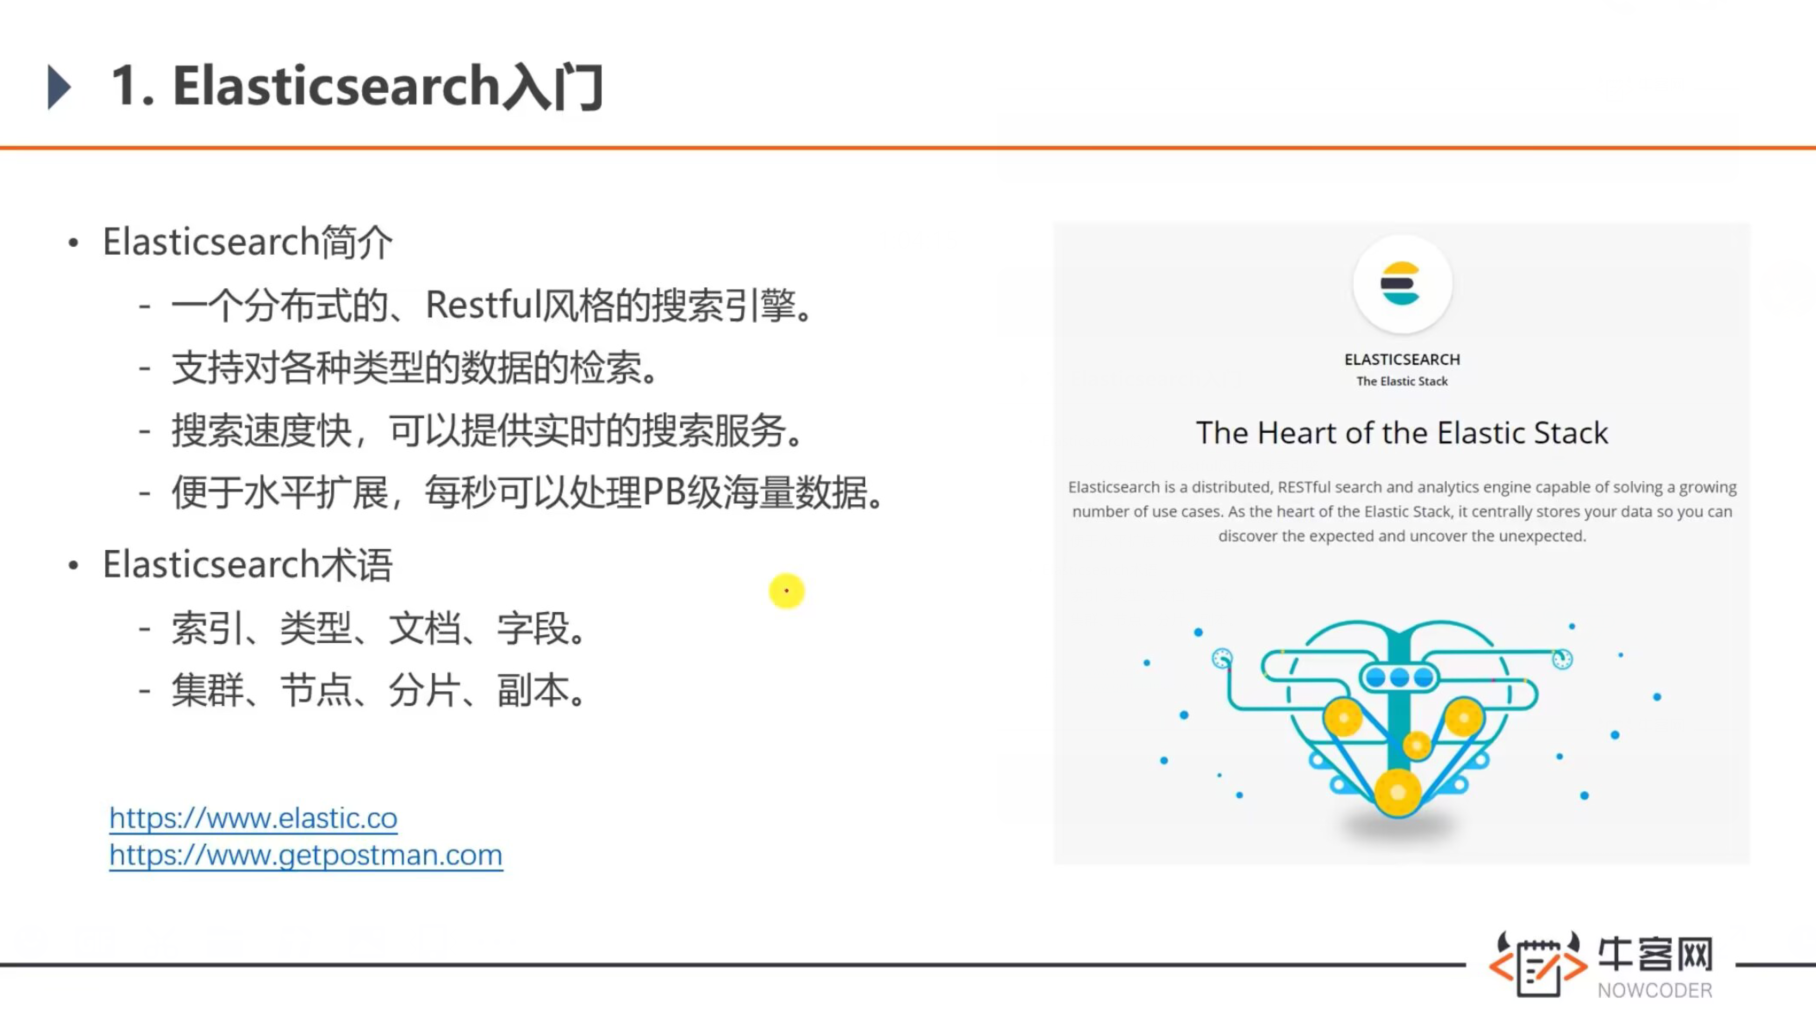 1. Elasticsearch入门
• Elasticsearch简介
- 一个分布式的、Restful风格的搜索引擎。
- 支持对各种类型的数据的检索。
- 搜索速度快，可以提供实时的搜索服务。
- 便于水平扩展，每秒可以处理PB级海量数据。
• Elasticsearch术语
- 索引、类型、文档、字段。
- 集群、节点、分片、副本。
https://www.elastic.co
https://www.getpostman.com
ELASTICSEARCH
The Elastic Stack
The Heart of the Elastic Stack
Elasticsearch is a distributed, RESTful search and analytics engine capable of solving a growing
number of use cases. As the heart of the Elastic Stack, it centrally stores your data so you can
discover the expected and uncover the unexpected.
牛客网
NOWCODER